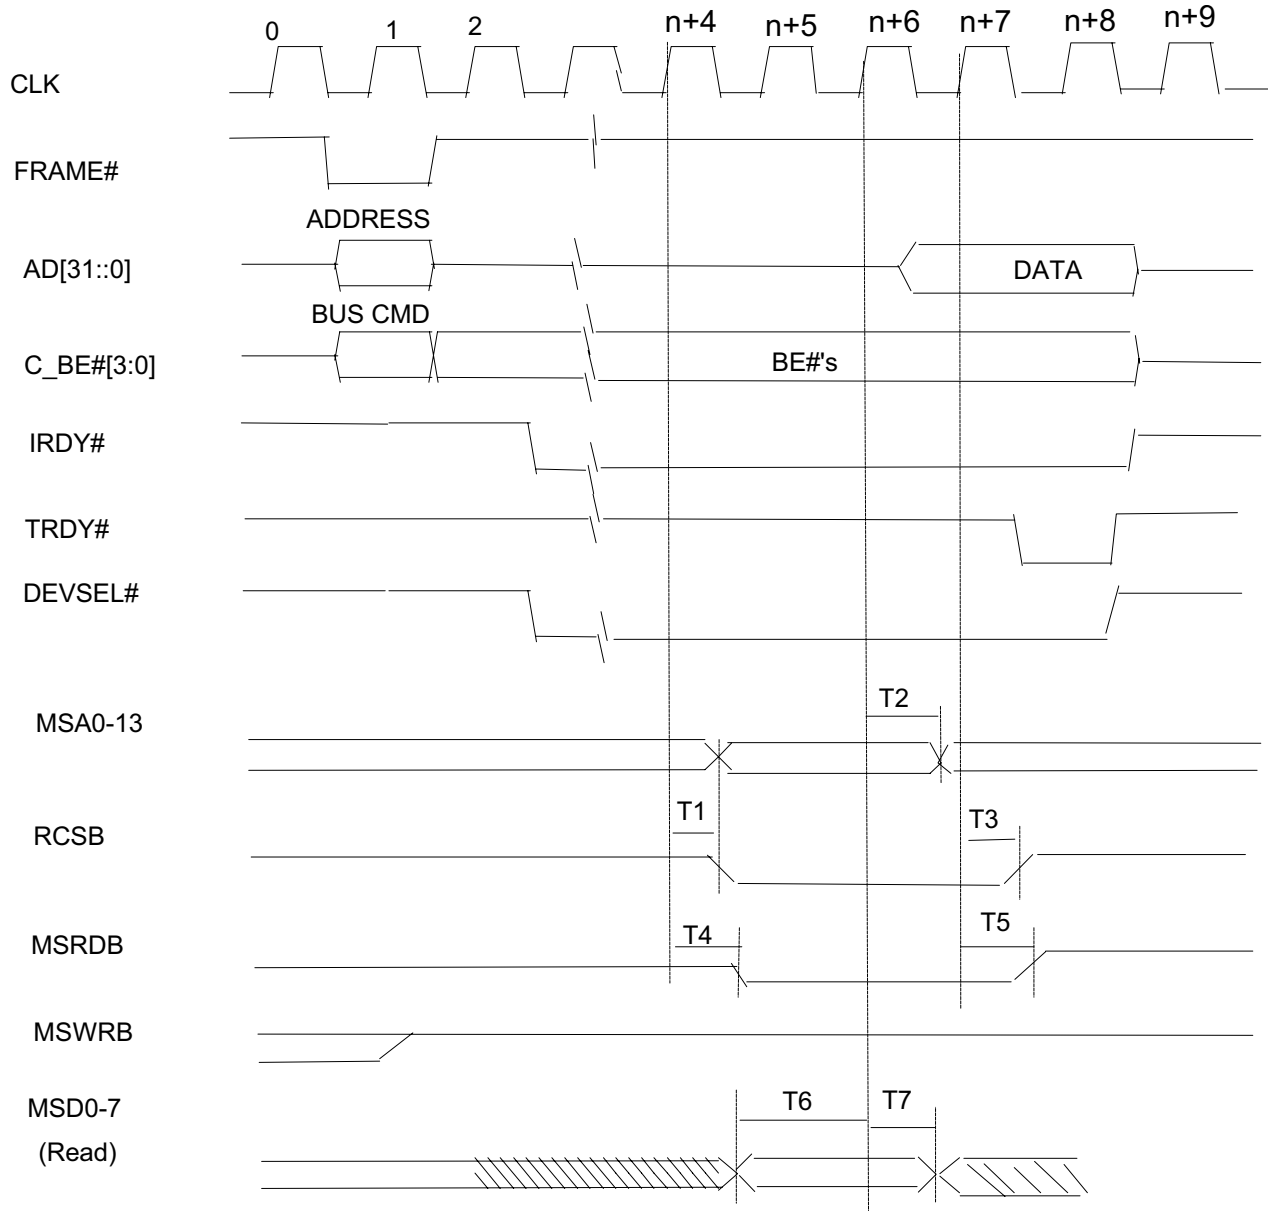 0 1 2 n+4 n+5 n+6 n+7 n+8 n+9
CLK
FRAME#
ADDRESS
AD[31::0] DATA
BUS CMD
C_BE#[3:0] BE#'s
IRDY#
TRDY#
DEVSEL#
T2
MSA0-13
T1 T3
RCSB
T4 T5
MSRDB
MSWRB
MSD0-7 T6 T7
(Read)